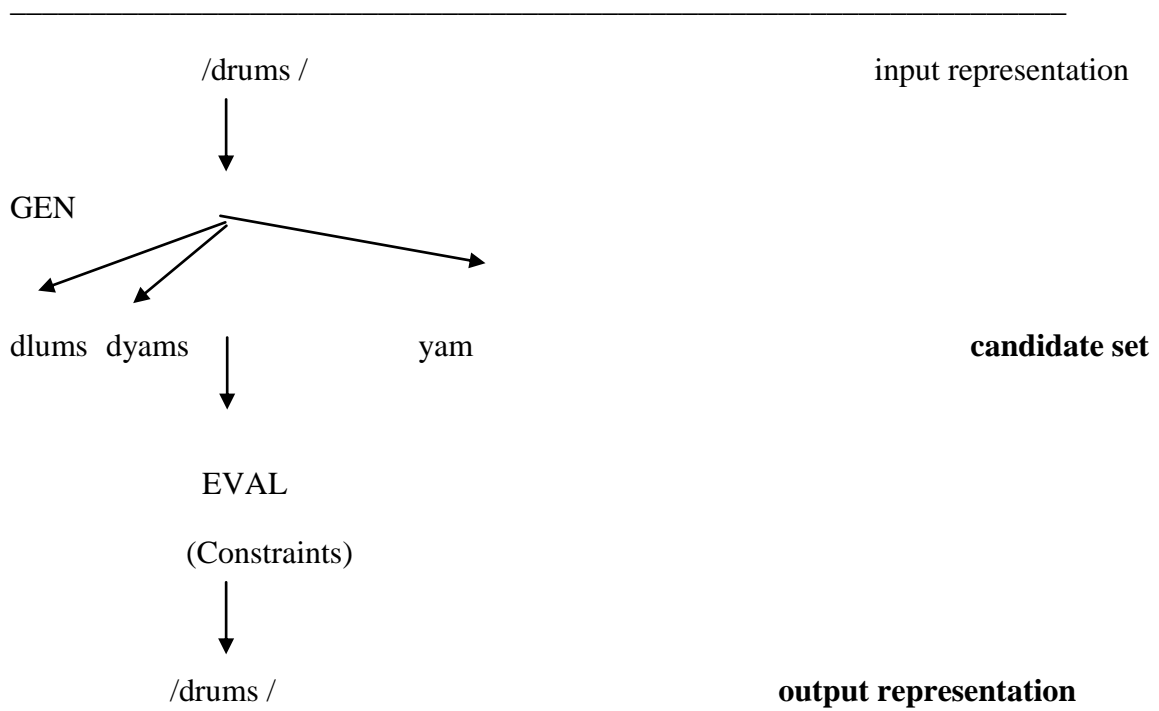 /drums / input representation
GEN
dlums dyams yam candidate set
EVAL
(Constraints)
/drums / output representation